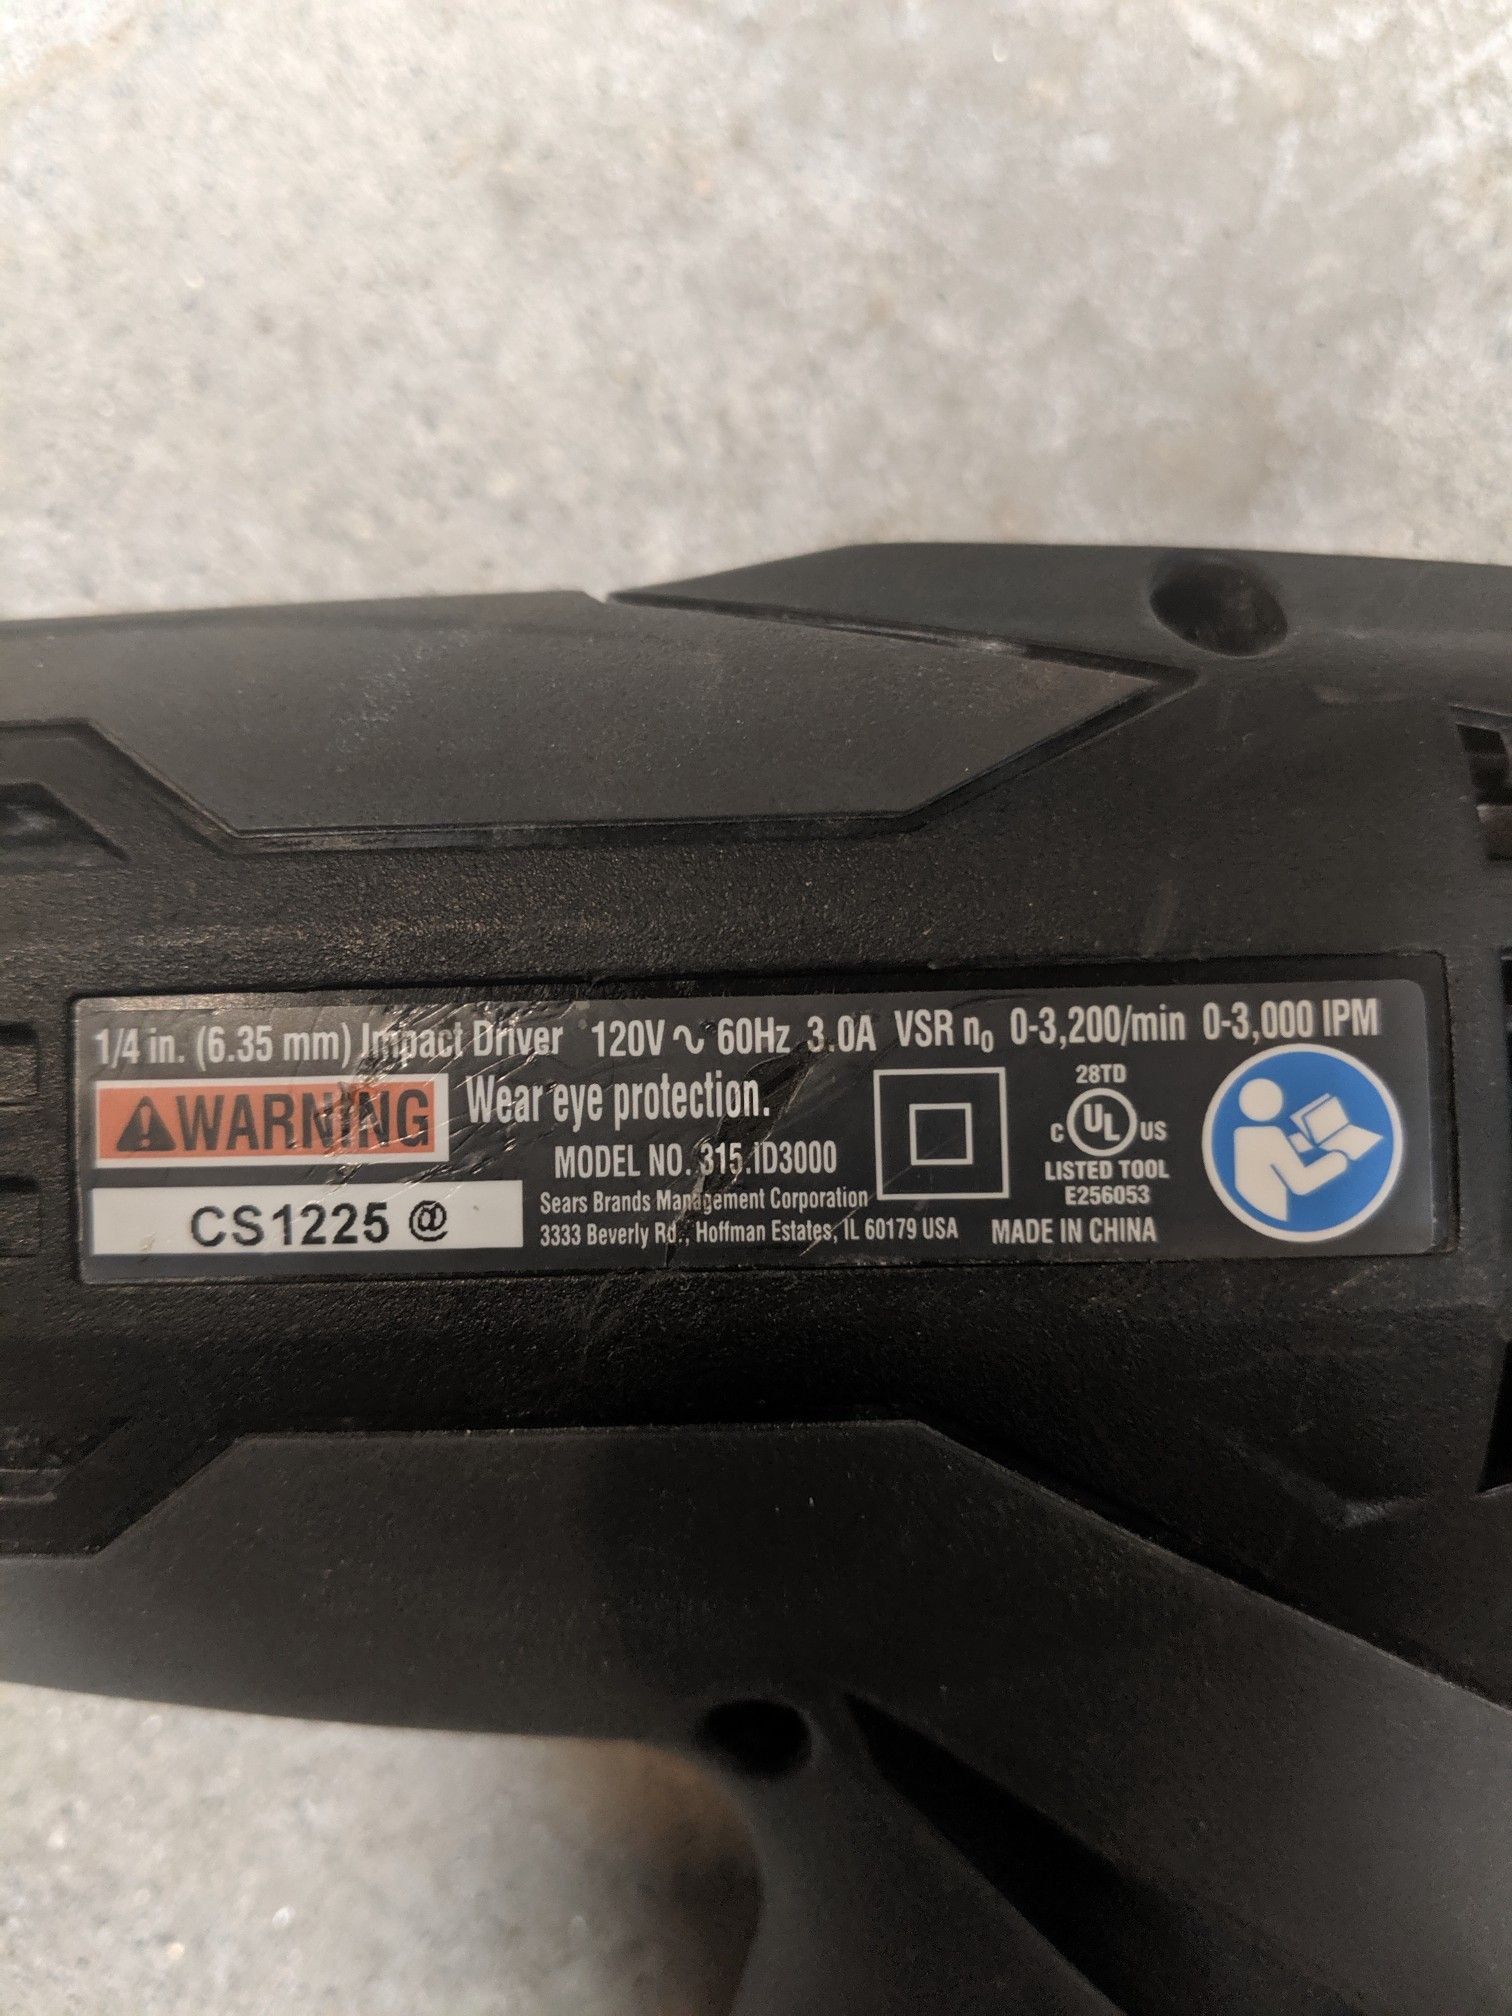 1/4 in. (6.35 mm) Impact Driver 120V ~ 60Hz 3.0A VSR n₀ 0-3,200/min 0-3,000 IPM
WARNING
Wear eye protection.
MODEL NO. 315.ID3000
CS1225 @
Sears Brands Management Corporation
3333 Beverly Rd., Hoffman Estates, IL 60179 USA MADE IN CHINA
28TD
C UL US
LISTED TOOL
E256053